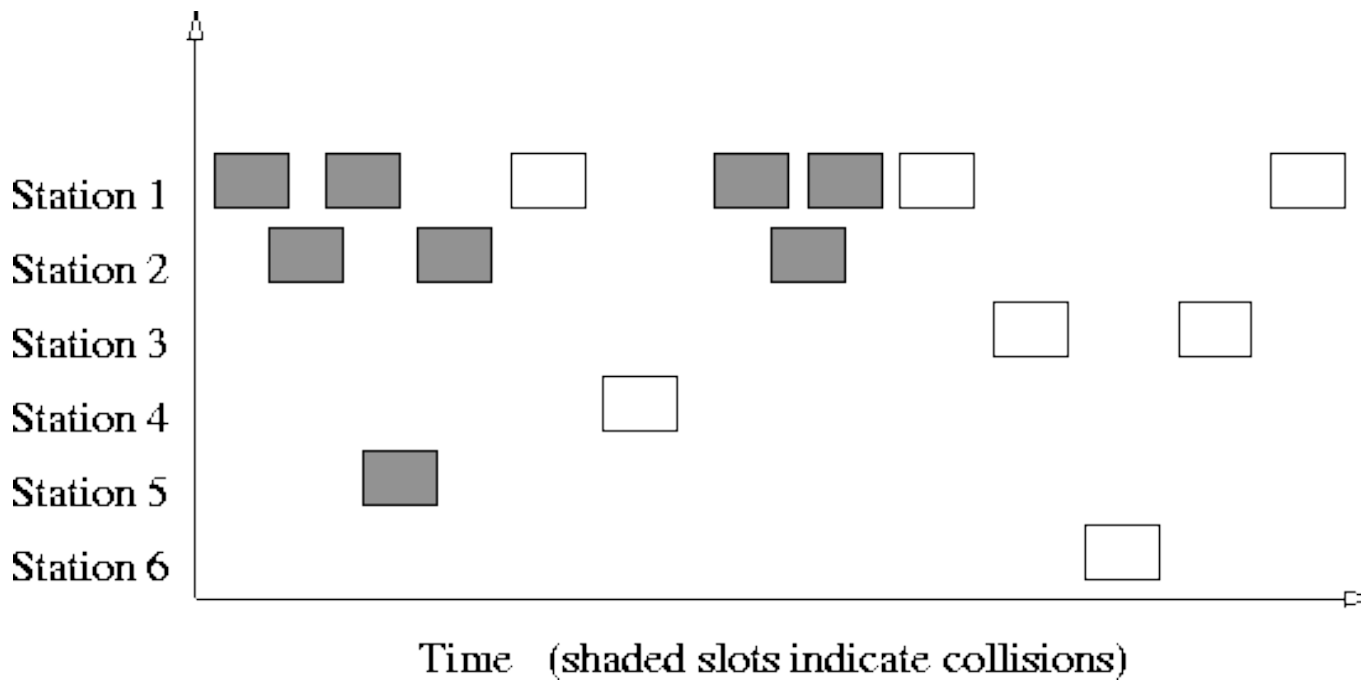 Station 1
Station 2
Station 3
Station 4
Station 5
Station 6
Time (shaded slots indicate collisions)